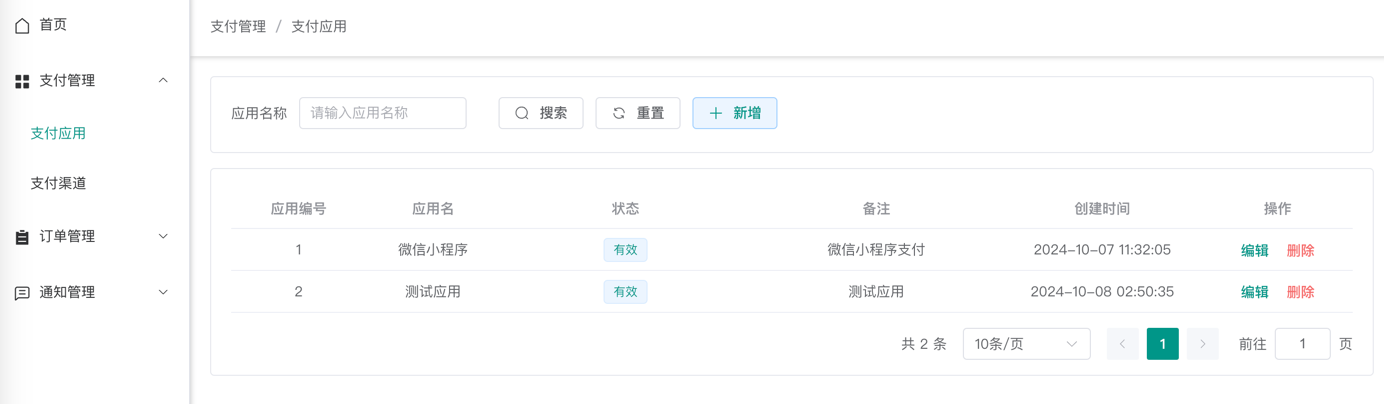 首页
支付管理
支付应用
支付渠道
订单管理
通知管理
支付管理 / 支付应用
应用名称 请输入应用名称 搜索 重置 新增
应用编号 应用名 状态 备注 创建时间 操作
1 微信小程序 有效 微信小程序支付 2024-10-07 11:32:05 编辑 删除
2 测试应用 有效 测试应用 2024-10-08 02:50:35 编辑 删除
共 2 条 10条/页 1 前往 1 页